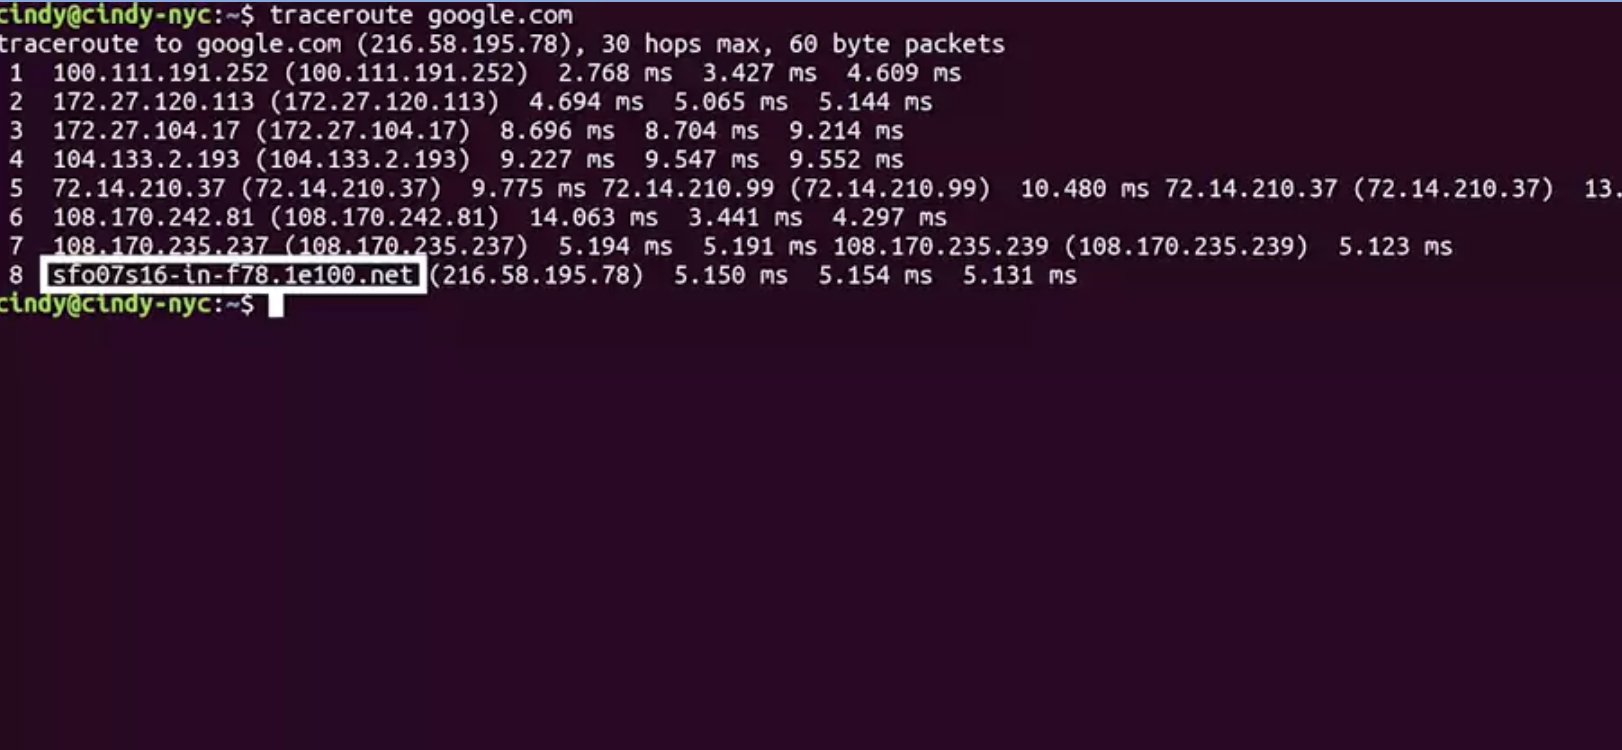 cindy@cindy-nyc:~$ traceroute google.com
traceroute to google.com (216.58.195.78), 30 hops max, 60 byte packets
1 100.111.191.252 (100.111.191.252) 2.768 ms 3.427 ms 4.609 ms
2 172.27.120.113 (172.27.120.113) 4.694 ms 5.065 ms 5.144 ms
3 172.27.104.17 (172.27.104.17) 8.696 ms 8.704 ms 9.214 ms
4 104.133.2.193 (104.133.2.193) 9.227 ms 9.547 ms 9.552 ms
5 72.14.210.37 (72.14.210.37) 9.775 ms 72.14.210.99 (72.14.210.99) 10.480 ms 72.14.210.37 (72.14.210.37) 13.
6 108.170.242.81 (108.170.242.81) 14.063 ms 3.441 ms 4.297 ms
7 108.170.235.237 (108.170.235.237) 5.194 ms 5.191 ms 108.170.235.239 (108.170.235.239) 5.123 ms
8 sfo07s16-in-f78.1e100.net (216.58.195.78) 5.150 ms 5.154 ms 5.131 ms
cindy@cindy-nyc:~$